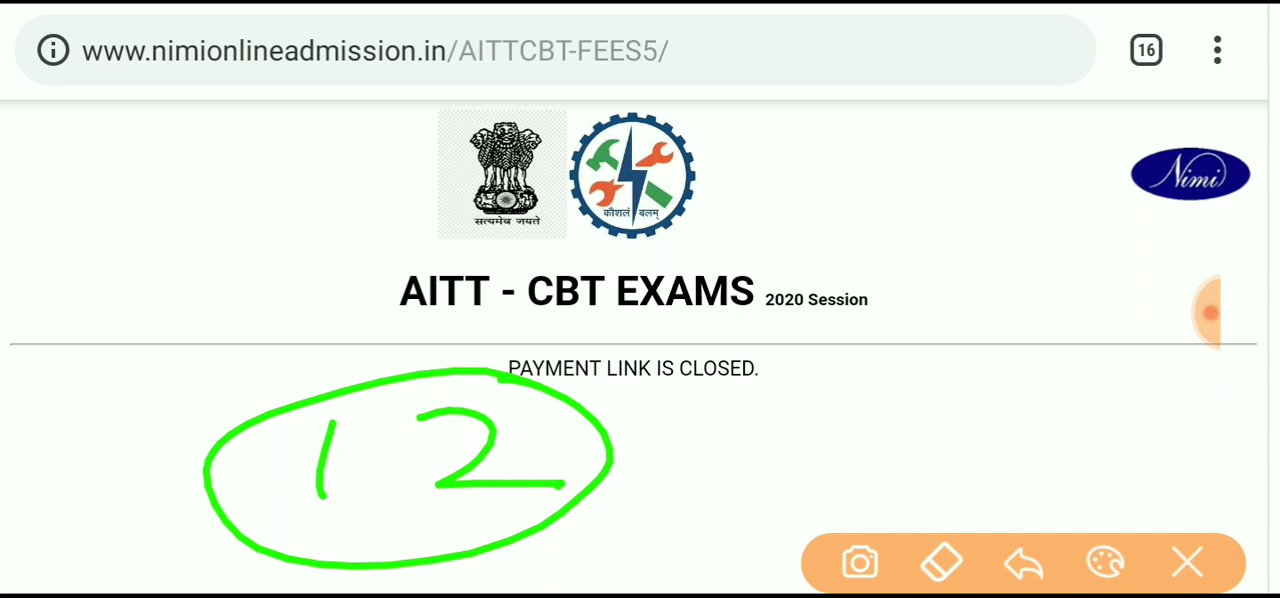 www.nimionlineadmission.in/AITTCBT-FEES5/
16
सत्यमेव जयते
कौशलं बलम्
Nimi
AITT - CBT EXAMS 2020 Session
PAYMENT LINK IS CLOSED.
12